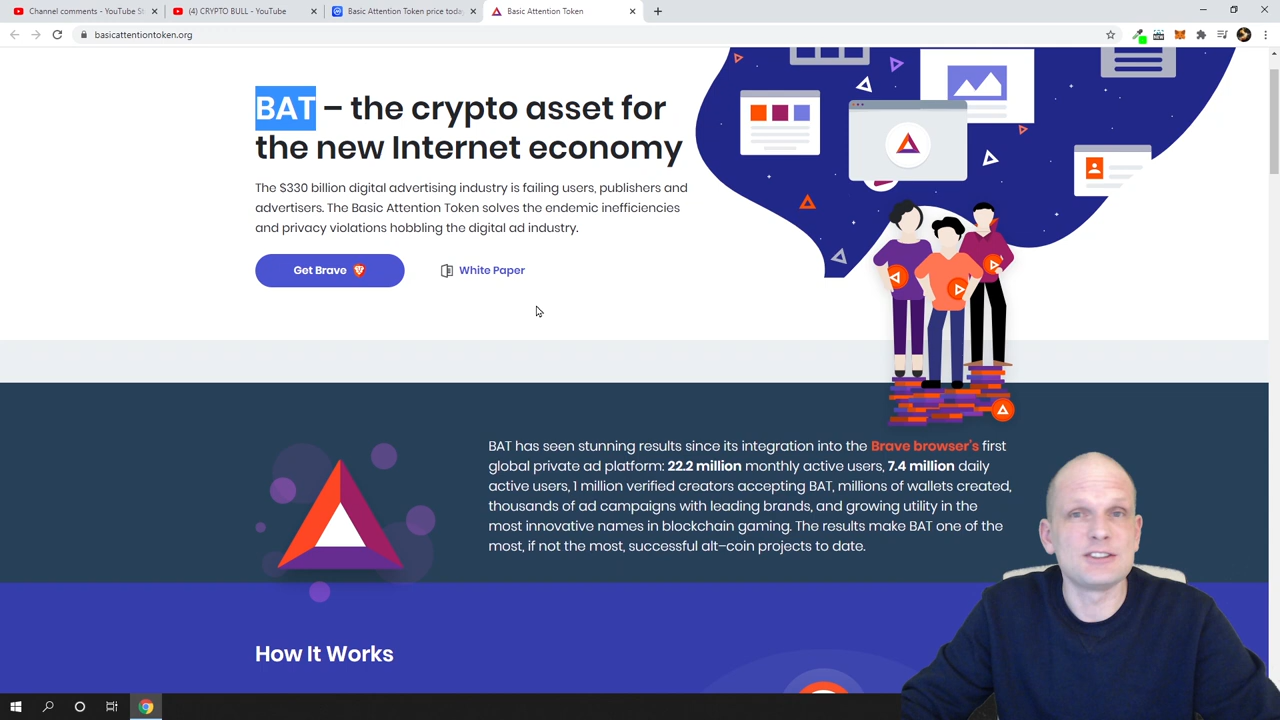 Channel comments - YouTube St
(4) CRYPTO BULL - YouTube
Basic Attention Token price toda
Basic Attention Token
basicattentiontoken.org
BAT – the crypto asset for
the new Internet economy
The $330 billion digital advertising industry is failing users, publishers and
advertisers. The Basic Attention Token solves the endemic inefficiencies
and privacy violations hobbling the digital ad industry.
Get Brave
White Paper
BAT has seen stunning results since its integration into the Brave browser's first
global private ad platform: 22.2 million monthly active users, 7.4 million daily
active users, 1 million verified creators accepting BAT, millions of wallets created,
thousands of ad campaigns with leading brands, and growing utility in the
most innovative names in blockchain gaming. The results make BAT one of the
most, if not the most, successful alt–coin projects to date.
How It Works